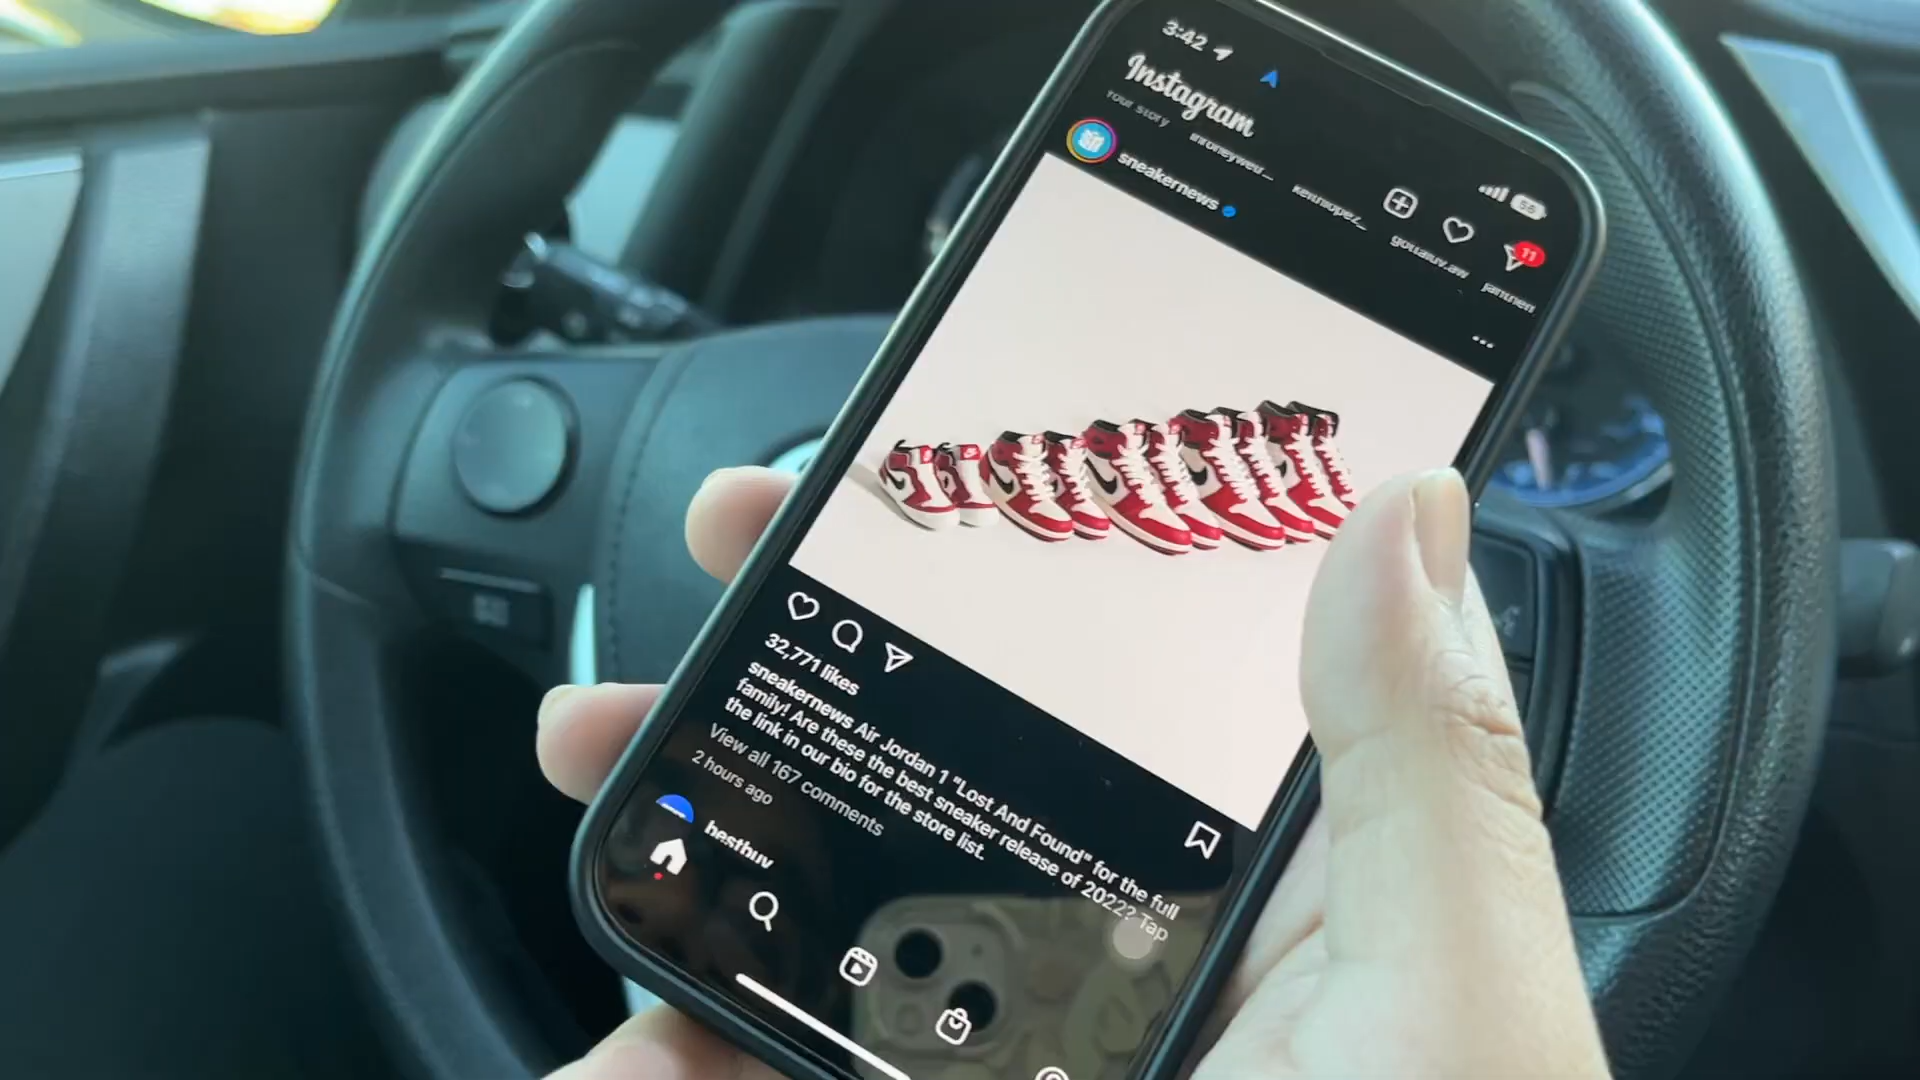 3:42
56
Instagram
11
Your story
sneakernews
32,771 likes
sneakernews Air Jordan 1 "Lost And Found" for the full
family! Are these the best sneaker release of 2022? Tap
the link in our bio for the store list.
View all 167 comments
2 hours ago
bestbuy